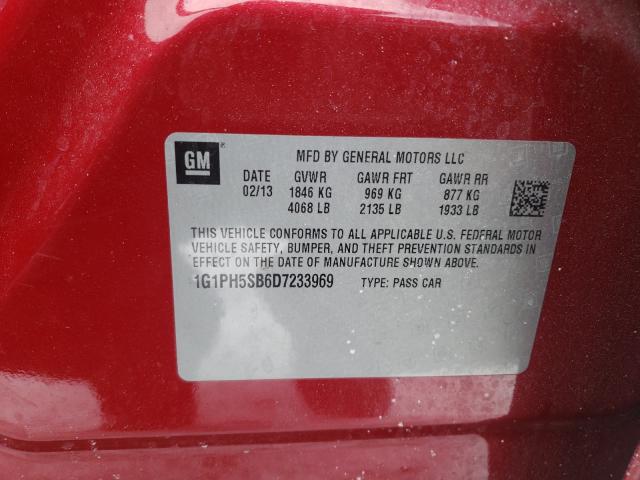 GM®
MFD BY GENERAL MOTORS LLC
DATE GVWR GAWR FRT GAWR RR
02/13 1846 KG 969 KG 877 KG
4068 LB 2135 LB 1933 LB
THIS VEHICLE CONFORMS TO ALL APPLICABLE U.S. FEDERAL MOTOR
VEHICLE SAFETY, BUMPER, AND THEFT PREVENTION STANDARDS IN
EFFECT ON THE DATE OF MANUFACTURE SHOWN ABOVE.
1G1PH5SB6D7233969 TYPE: PASS CAR